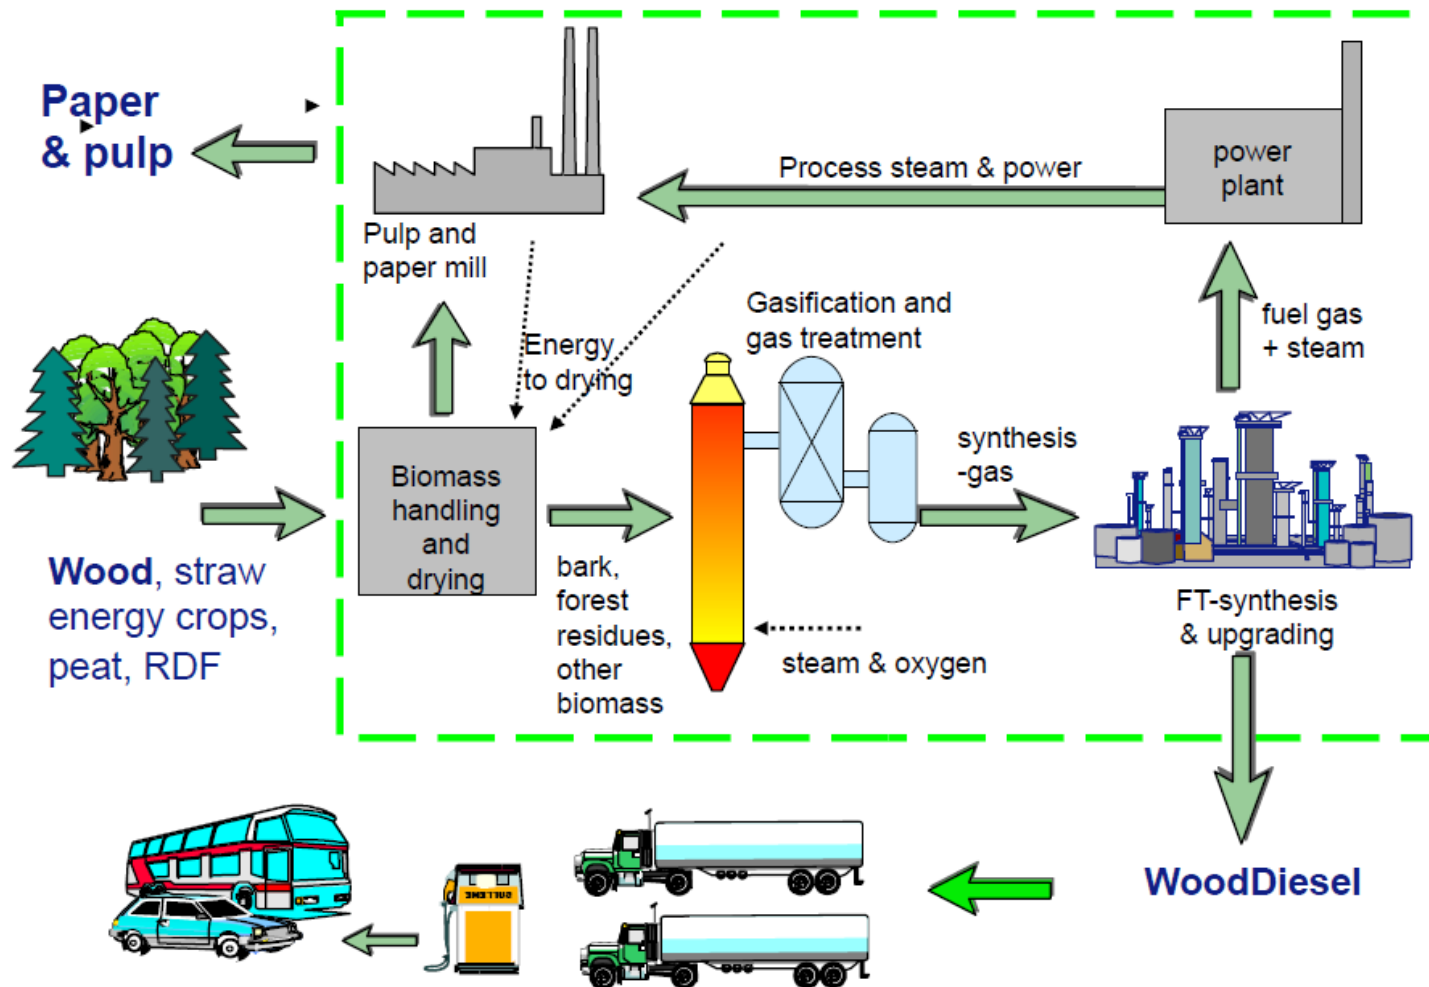 Paper
& pulp
Process steam & power
power
plant
Pulp and
paper mill
Gasification and
gas treatment
fuel gas
+ steam
Energy
to drying
synthesis
-gas
Biomass
handling
and
drying
Wood, straw
energy crops,
peat, RDF
bark,
forest
residues,
other
biomass
steam & oxygen
FT-synthesis
& upgrading
WoodDiesel